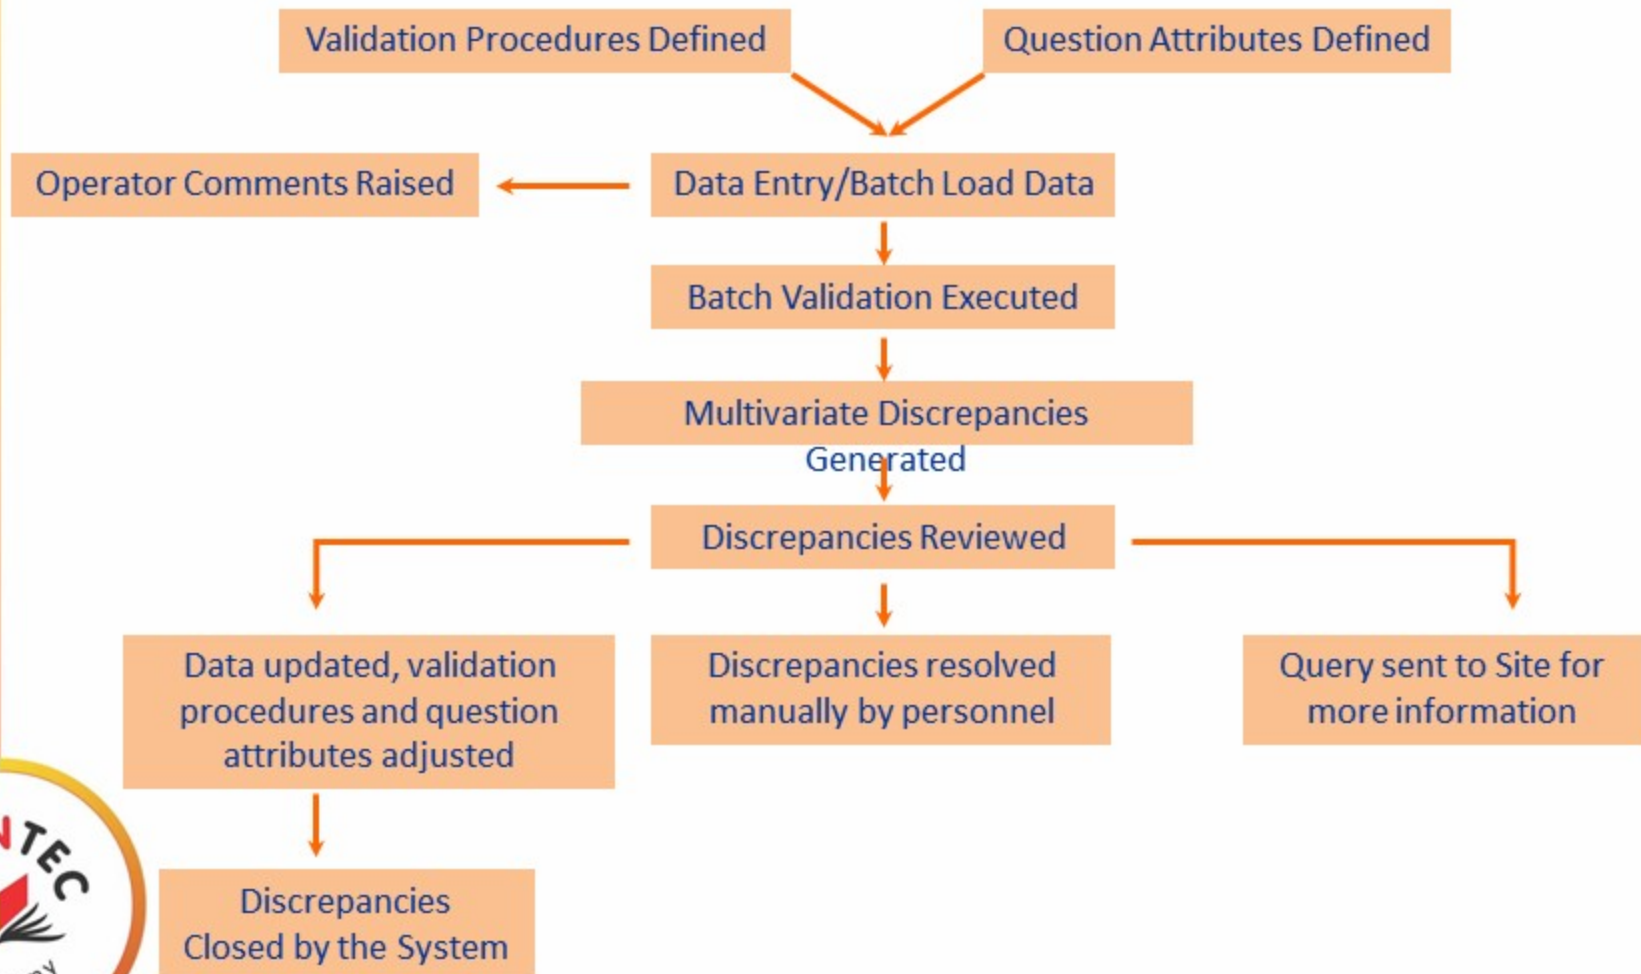 Validation Procedures Defined
Question Attributes Defined
Operator Comments Raised
Data Entry/Batch Load Data
Batch Validation Executed
Multivariate Discrepancies
Generated
Discrepancies Reviewed
Data updated, validation
procedures and question
attributes adjusted
Discrepancies resolved
manually by personnel
Query sent to Site for
more information
Discrepancies
Closed by the System